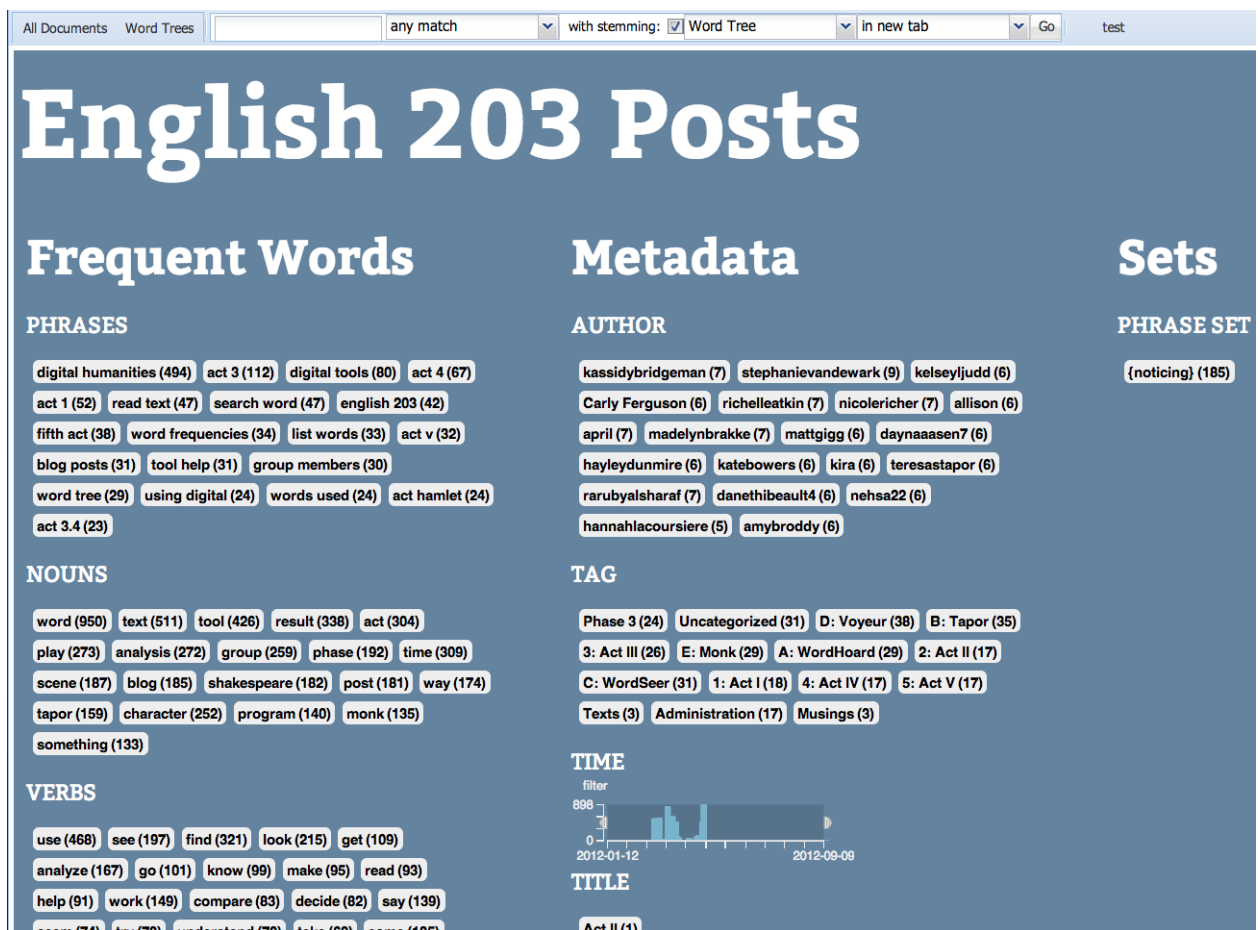 All Documents Word Trees any match with stemming: Word Tree in new tab Go test
English 203 Posts
Frequent Words
PHRASES
digital humanities (494) act 3 (112) digital tools (80) act 4 (67)
act 1 (52) read text (47) search word (47) english 203 (42)
fifth act (38) word frequencies (34) list words (33) act v (32)
blog posts (31) tool help (31) group members (30)
word tree (29) using digital (24) words used (24) act hamlet (24)
act 3.4 (23)
NOUNS
word (950) text (511) tool (426) result (338) act (304)
play (273) analysis (272) group (259) phase (192) time (309)
scene (187) blog (185) shakespeare (182) post (181) way (174)
tapor (159) character (252) program (140) monk (135)
something (133)
VERBS
use (468) see (197) find (321) look (215) get (109)
analyze (167) go (101) know (99) make (95) read (93)
help (91) work (149) compare (83) decide (82) say (139)
Metadata
AUTHOR
kassidybridgeman (7) stephanievandewark (9) kelseyljudd (6)
Carly Ferguson (6) richelleatkin (7) nicolericher (7) allison (6)
april (7) madelynbrakke (7) mattgigg (6) daynaaasen7 (6)
hayleydunmire (6) katebowers (6) kira (6) teresastapor (6)
rarubyalsharaf (7) danethibeault4 (6) nehsa22 (6)
hannahlacoursiere (5) amybroddy (6)
TAG
Phase 3 (24) Uncategorized (31) D: Voyeur (38) B: Tapor (35)
3: Act III (26) E: Monk (29) A: WordHoard (29) 2: Act II (17)
C: WordSeer (31) 1: Act I (18) 4: Act IV (17) 5: Act V (17)
Texts (3) Administration (17) Musings (3)
TIME
filter
898
0
2012-01-12 2012-09-09
TITLE
Act II (1)
Sets
PHRASE SET
{noticing} (185)